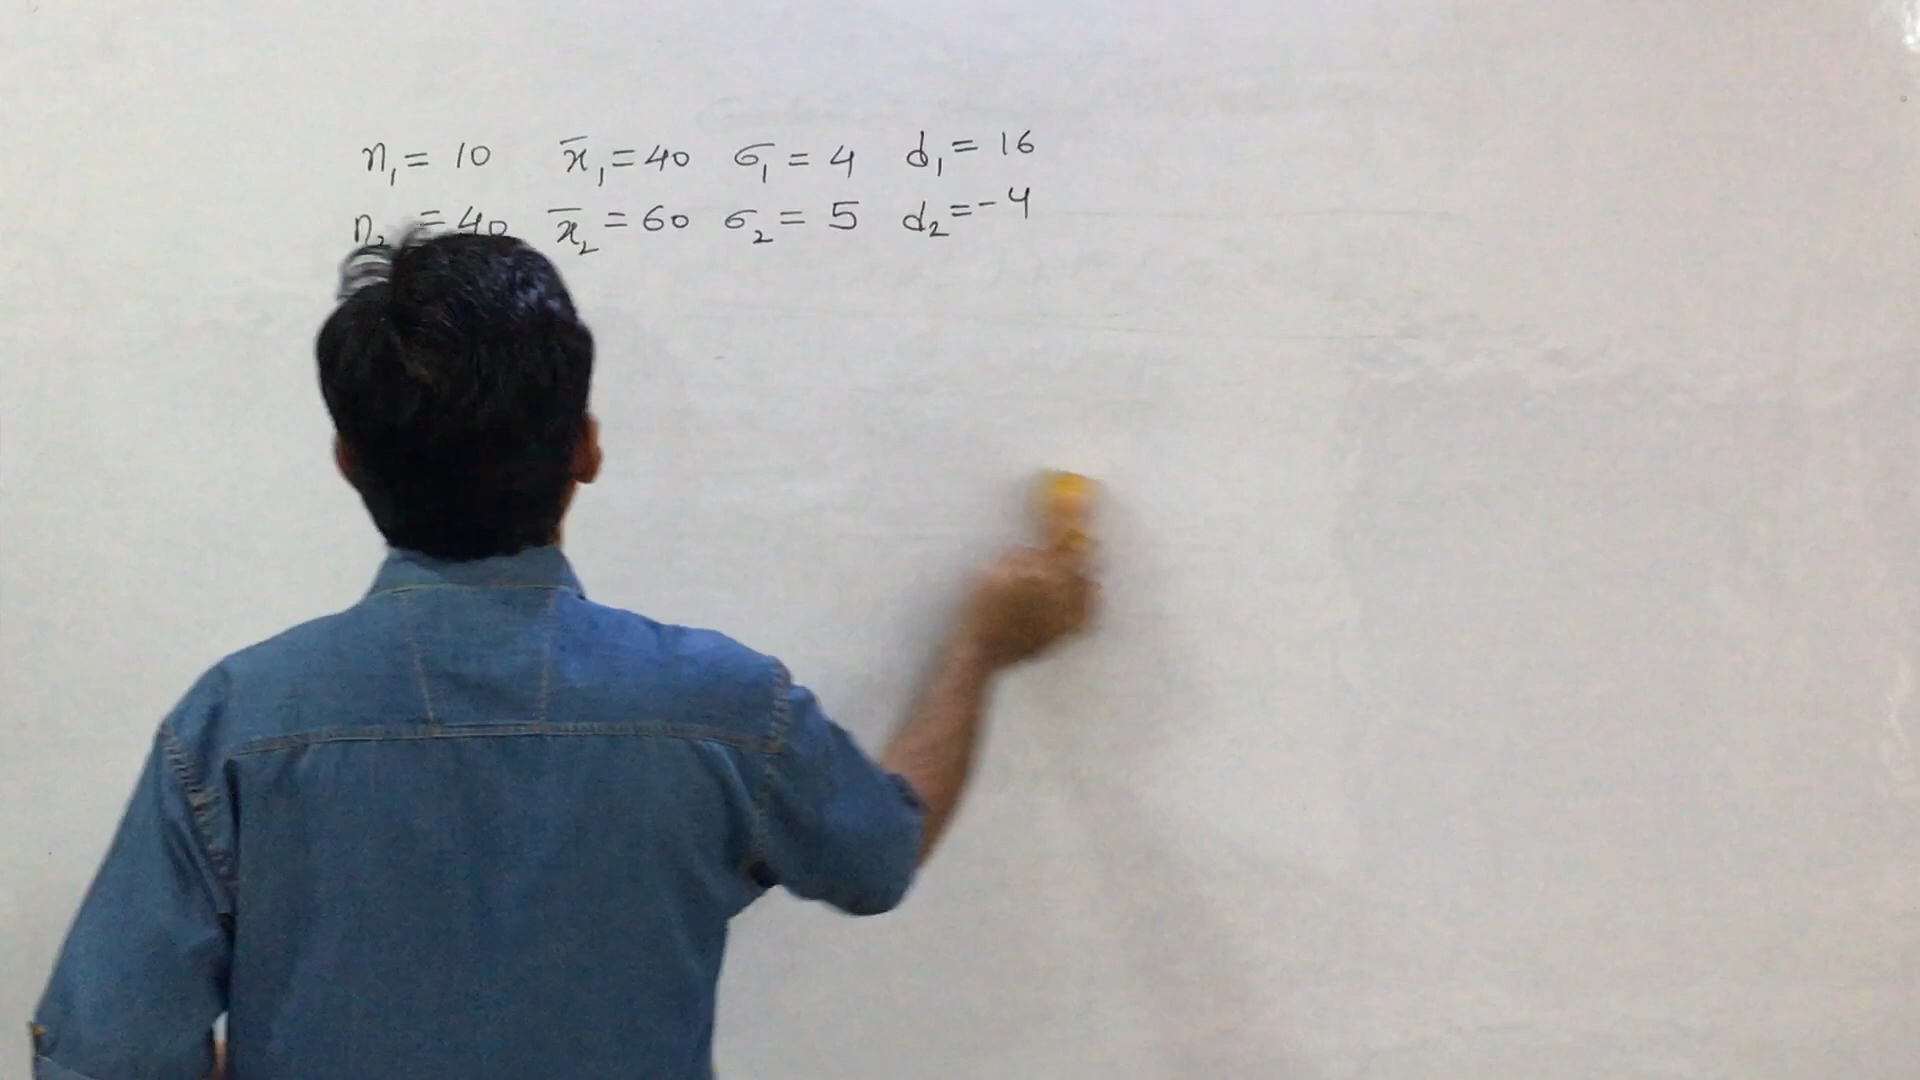 n₁ = 10 x̄₁ = 40 σ₁ = 4 d₁ = 16
n₂ = 40 x̄₂ = 60 σ₂ = 5 d₂ = -4